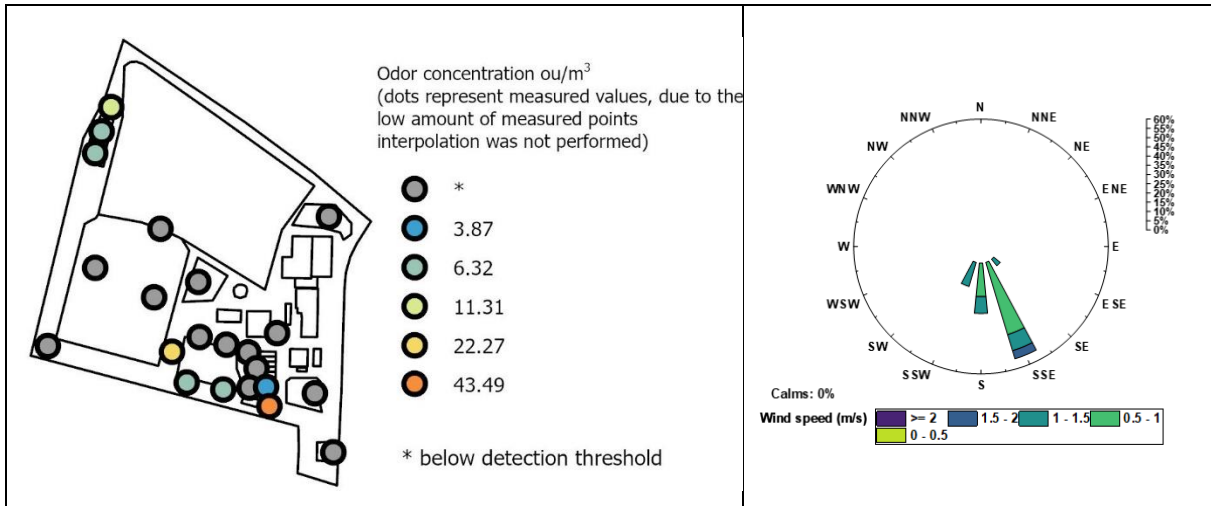 Odor concentration ou/m³
(dots represent measured values, due to the
low amount of measured points
interpolation was not performed)
*
3.87
6.32
11.31
22.27
43.49
* below detection threshold
N
NNE
NE
ENE
E
ESE
SE
SSE
S
SSW
SW
WSW
W
WNW
NW
NNW
60%
55%
50%
45%
40%
35%
30%
25%
20%
15%
10%
5%
0%
Calms: 0%
Wind speed (m/s) >= 2 1.5 - 2 1 - 1.5 0.5 - 1
0 - 0.5